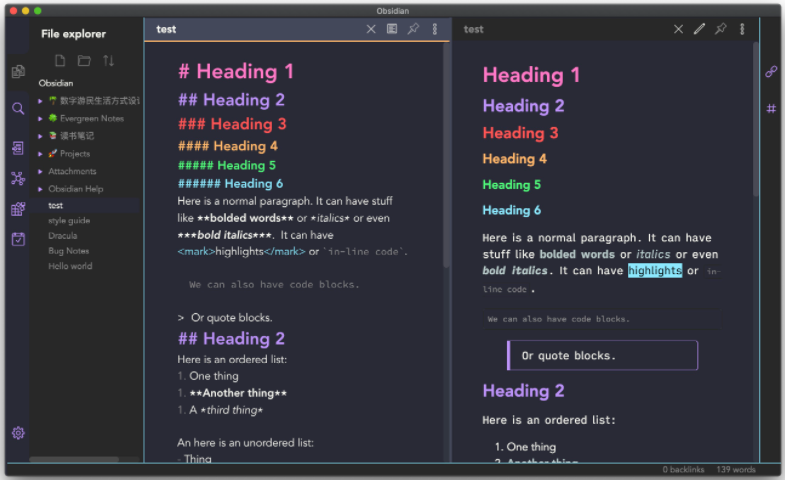 Obsidian
File explorer
Obsidian
数字游民生活方式设计
Evergreen Notes
读书笔记
Projects
Attachments
Obsidian Help
test
style guide
Dracula
Bug Notes
Hello world
test
# Heading 1
## Heading 2
### Heading 3
#### Heading 4
##### Heading 5
###### Heading 6
Here is a normal paragraph. It can have stuff
like **bolded words** or *italics* or even
***bold italics***. It can have
<mark>highlights</mark> or `in-line code`.
We can also have code blocks.
> Or quote blocks.
## Heading 2
Here is an ordered list:
1. One thing
1. **Another thing**
1. A *third thing*
An here is an unordered list:
- Thing
test
Heading 1
Heading 2
Heading 3
Heading 4
Heading 5
Heading 6
Here is a normal paragraph. It can have
stuff like bolded words or italics or even
bold italics. It can have highlights or in-
line code .
We can also have code blocks.
Or quote blocks.
Heading 2
Here is an ordered list:
1. One thing
2. Another thing
0 backlinks 139 words